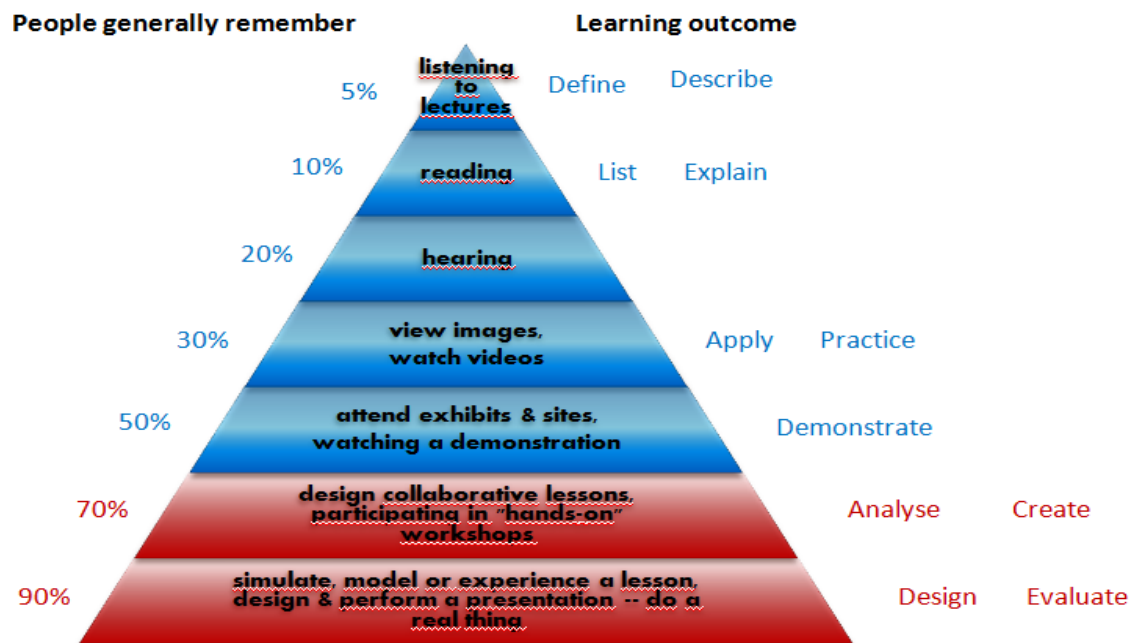 People generally remember
Learning outcome
listening
to
lectures
5%
Define
Describe
10%
reading
List
Explain
20%
hearing
30%
view images,
watch videos
Apply
Practice
50%
attend exhibits & sites,
watching a demonstration
Demonstrate
70%
design collaborative lessons,
participating in "hands-on"
workshops
Analyse
Create
90%
simulate, model or experience a lesson,
design & perform a presentation -- do a
real thing
Design
Evaluate